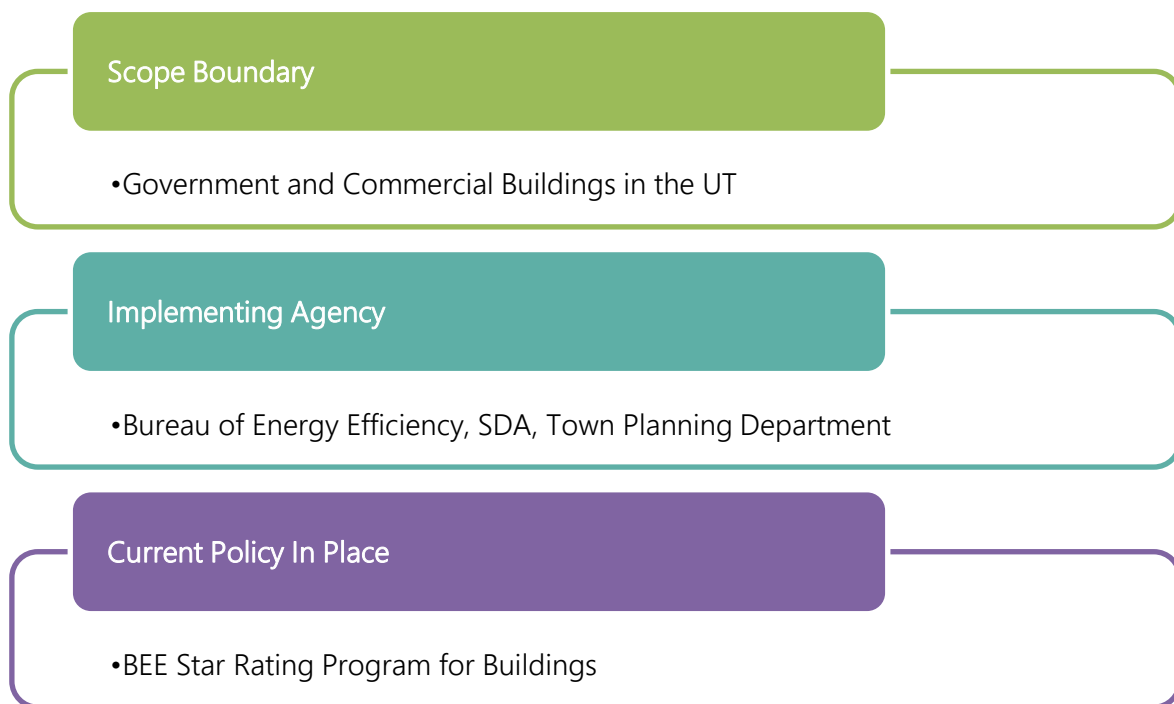 Scope Boundary
•Government and Commercial Buildings in the UT
Implementing Agency
•Bureau of Energy Efficiency, SDA, Town Planning Department
Current Policy In Place
•BEE Star Rating Program for Buildings